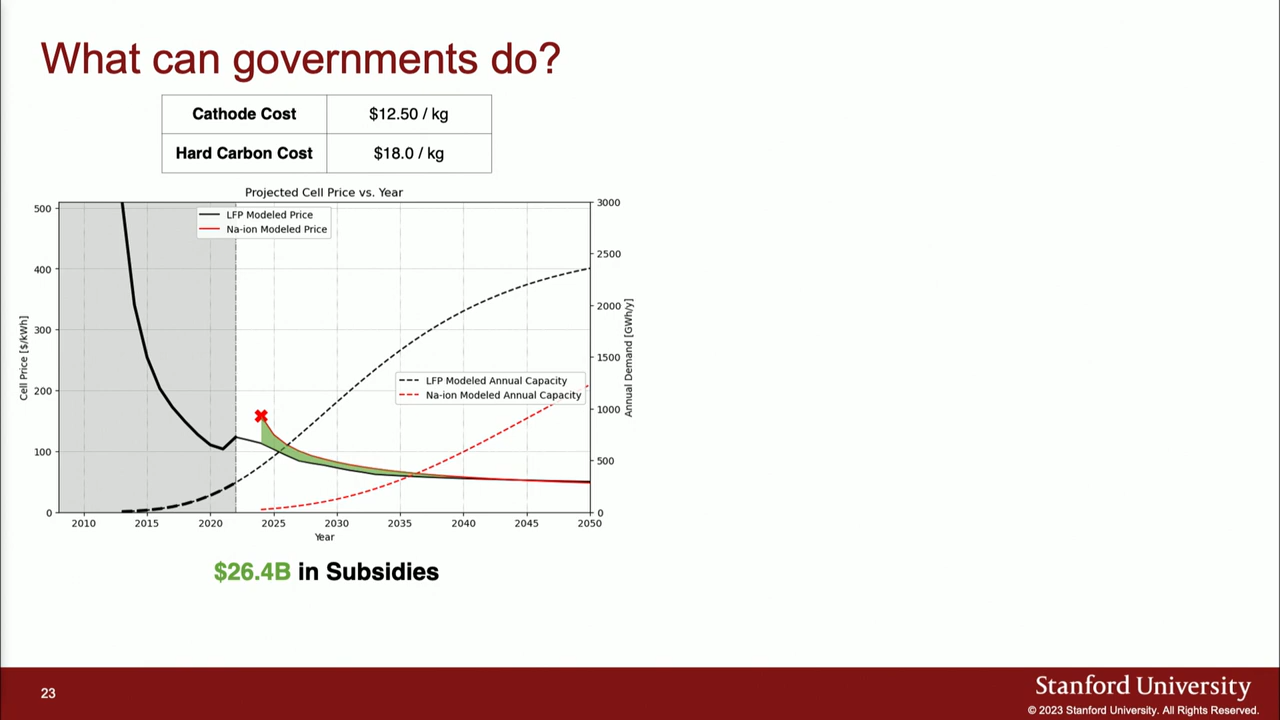 What can governments do?
Cathode Cost $12.50 / kg
Hard Carbon Cost $18.0 / kg
Projected Cell Price vs. Year
LFP Modeled Price
Na-ion Modeled Price
LFP Modeled Annual Capacity
Na-ion Modeled Annual Capacity
Cell Price [$/kWh]
500
400
300
200
100
0
Annual Demand [GWh/y]
3000
2500
2000
1500
1000
500
0
2010 2015 2020 2025 2030 2035 2040 2045 2050
Year
$26.4B in Subsidies
23
Stanford University
© 2023 Stanford University. All Rights Reserved.